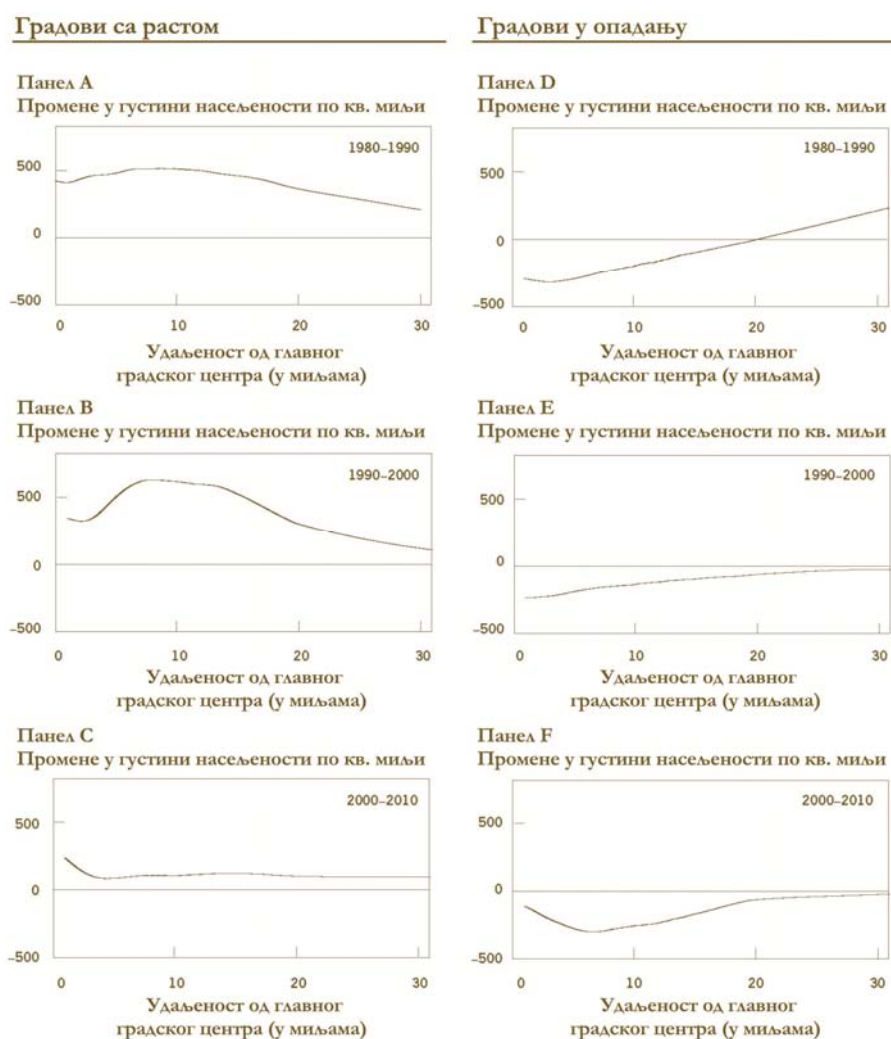 Градови са растом
Панел A
Промене у густини насељености по кв. миљи
1980–1990
500
0
–500
0 10 20 30
Удаљеност од главног
градског центра (у миљама)
Панел B
Промене у густини насељености по кв. миљи
1990–2000
500
0
–500
0 10 20 30
Удаљеност од главног
градског центра (у миљама)
Панел C
Промене у густини насељености по кв. миљи
2000–2010
500
0
–500
0 10 20 30
Удаљеност од главног
градског центра (у миљама)
Градови у опадању
Панел D
Промене у густини насељености по кв. миљи
1980–1990
500
0
–500
0 10 20 30
Удаљеност од главног
градског центра (у миљама)
Панел E
Промене у густини насељености по кв. миљи
1990–2000
500
0
–500
0 10 20 30
Удаљеност од главног
градског центра (у миљама)
Панел F
Промене у густини насељености по кв. миљи
2000–2010
500
0
–500
0 10 20 30
Удаљеност од главног
градског центра (у миљама)